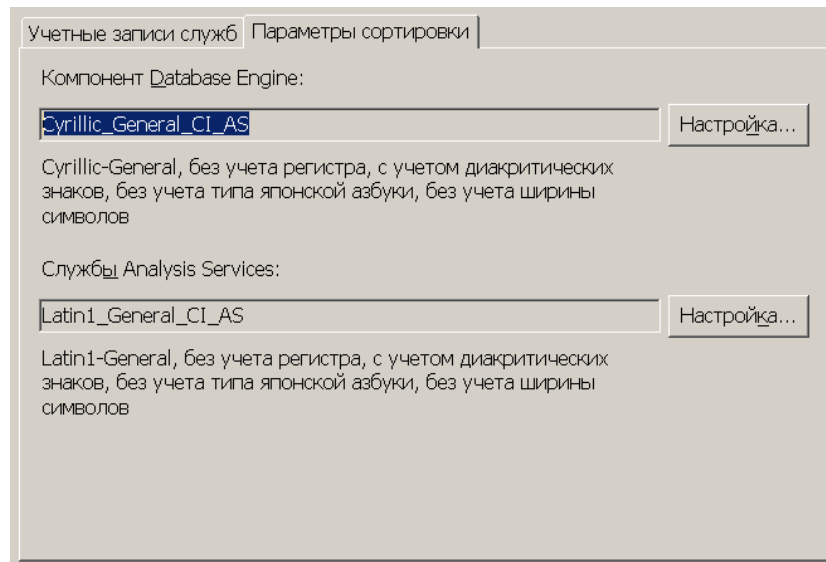 Учетные записи служб
Параметры сортировки
Компонент Database Engine:
Cyrillic_General_CI_AS
Настройка...
Cyrillic-General, без учета регистра, с учетом диакритических
знаков, без учета типа японской азбуки, без учета ширины
символов
Службы Analysis Services:
Latin1_General_CI_AS
Настройка...
Latin1-General, без учета регистра, с учетом диакритических
знаков, без учета типа японской азбуки, без учета ширины
символов